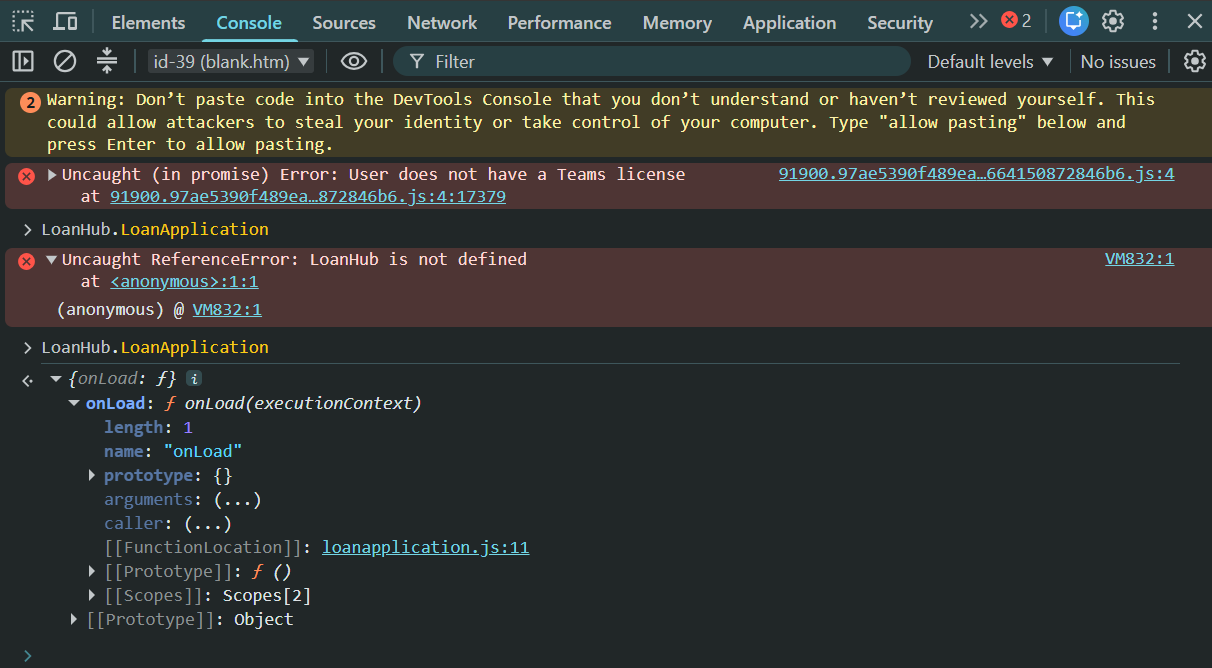 Elements Console Sources Network Performance Memory Application Security 2
id-39 (blank.htm) Filter Default levels No issues
2 Warning: Don’t paste code into the DevTools Console that you don’t understand or haven’t reviewed yourself. This
could allow attackers to steal your identity or take control of your computer. Type "allow pasting" below and
press Enter to allow pasting.
Uncaught (in promise) Error: User does not have a Teams license 91900.97ae5390f489ea…664150872846b6.js:4
at 91900.97ae5390f489ea…872846b6.js:4:17379
> LoanHub.LoanApplication
Uncaught ReferenceError: LoanHub is not defined VM832:1
at <anonymous>:1:1
(anonymous) @ VM832:1
> LoanHub.LoanApplication
{onLoad: ƒ} i
onLoad: ƒ onLoad(executionContext)
length: 1
name: "onLoad"
prototype: {}
arguments: (...)
caller: (...)
[[FunctionLocation]]: loanapplication.js:11
[[Prototype]]: ƒ ()
[[Scopes]]: Scopes[2]
[[Prototype]]: Object
>